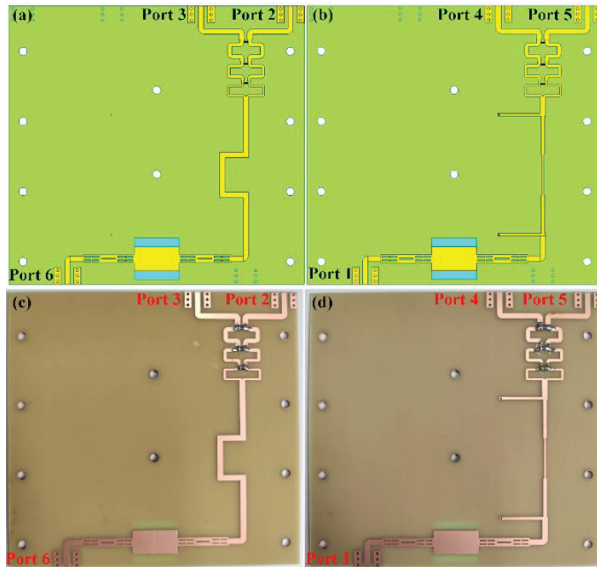 (a)
Port 3
Port 2
(b)
Port 4
Port 5
Port 6
Port 1
(c)
Port 3
Port 2
(d)
Port 4
Port 5
Port 6
Port 1